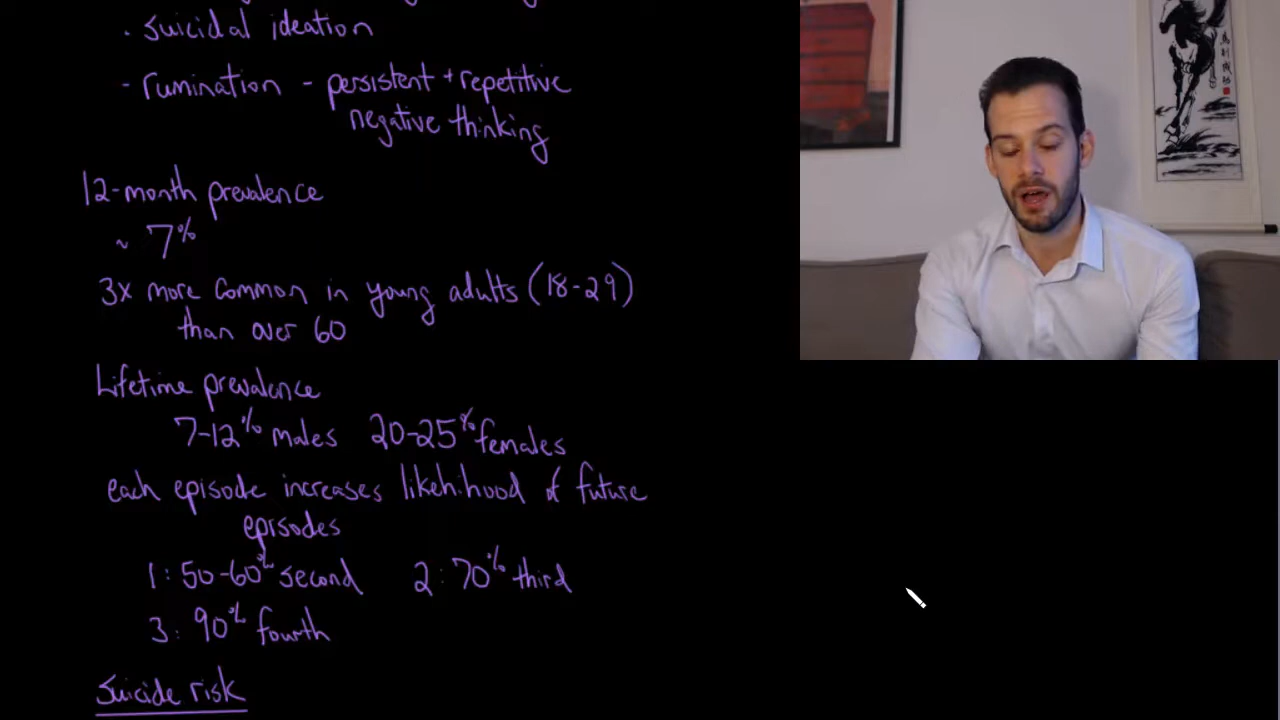 . Suicidal ideation
- rumination - persistent + repetitive
negative thinking
12-month prevalence
~ 7%
3x more common in young adults (18-29)
than over 60
Lifetime prevalence
7-12% males 20-25% females
each episode increases likelihood of future
episodes
1: 50-60% second 2: 70% third
3: 90% fourth
Suicide risk